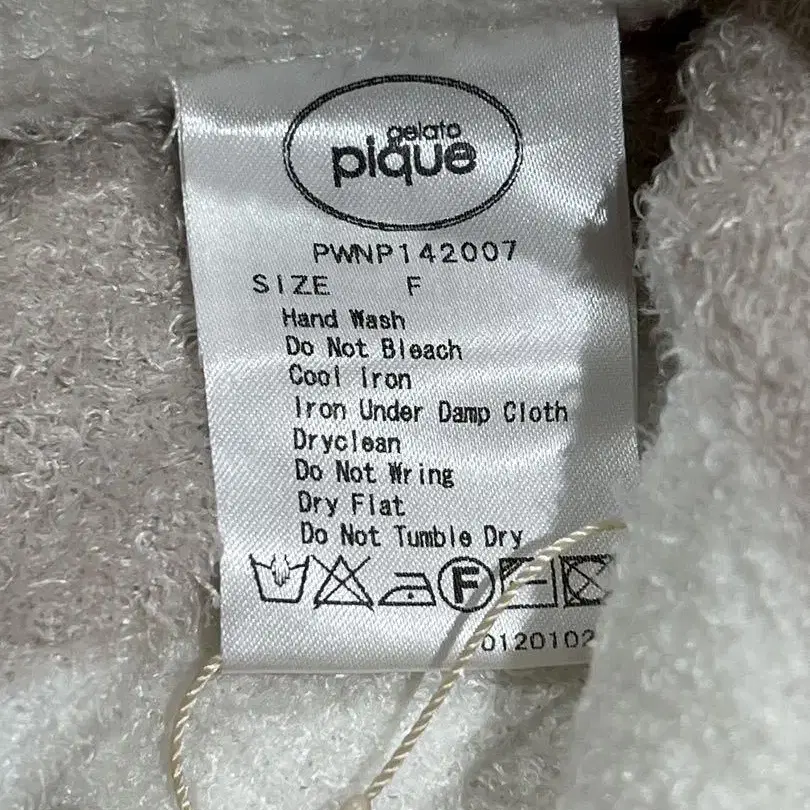 gelato
pique
PWNP142007
SIZE F
Hand Wash
Do Not Bleach
Cool Iron
Iron Under Damp Cloth
Dryclean
Do Not Wring
Dry Flat
Do Not Tumble Dry
F
0120102